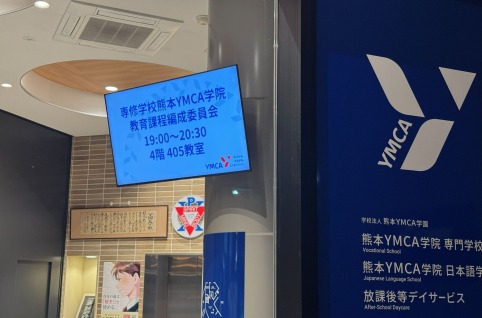 専修学校熊本YMCA学院
教育課程編成委員会
19:00～20:30
4階 405教室
YMCA
YMCA
学校法人 熊本YMCA学園
熊本YMCA学院 専門学校
Vocational School
熊本YMCA学院 日本語学
Japanese Language School
放課後等デイサービス
After-School Daycare